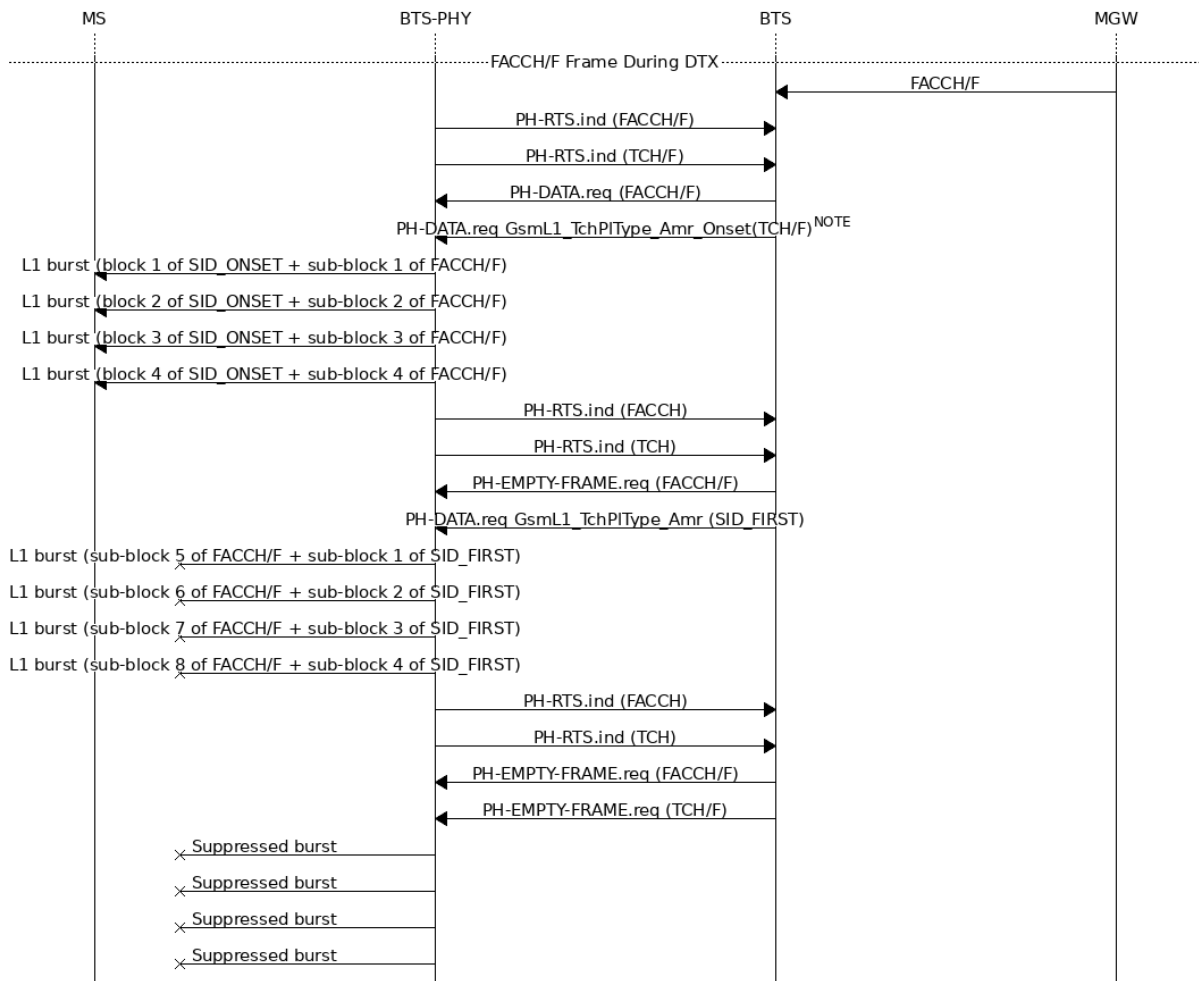 MS BTS-PHY BTS MGW
FACCH/F Frame During DTX
FACCH/F
PH-RTS.ind (FACCH/F)
PH-RTS.ind (TCH/F)
PH-DATA.req (FACCH/F)
PH-DATA.req GsmL1_TchPlType_Amr_Onset(TCH/F)NOTE
L1 burst (block 1 of SID_ONSET + sub-block 1 of FACCH/F)
L1 burst (block 2 of SID_ONSET + sub-block 2 of FACCH/F)
L1 burst (block 3 of SID_ONSET + sub-block 3 of FACCH/F)
L1 burst (block 4 of SID_ONSET + sub-block 4 of FACCH/F)
PH-RTS.ind (FACCH)
PH-RTS.ind (TCH)
PH-EMPTY-FRAME.req (FACCH/F)
PH-DATA.req GsmL1_TchPlType_Amr (SID_FIRST)
L1 burst (sub-block 5 of FACCH/F + sub-block 1 of SID_FIRST)
L1 burst (sub-block 6 of FACCH/F + sub-block 2 of SID_FIRST)
L1 burst (sub-block 7 of FACCH/F + sub-block 3 of SID_FIRST)
L1 burst (sub-block 8 of FACCH/F + sub-block 4 of SID_FIRST)
PH-RTS.ind (FACCH)
PH-RTS.ind (TCH)
PH-EMPTY-FRAME.req (FACCH/F)
PH-EMPTY-FRAME.req (TCH/F)
Suppressed burst
Suppressed burst
Suppressed burst
Suppressed burst